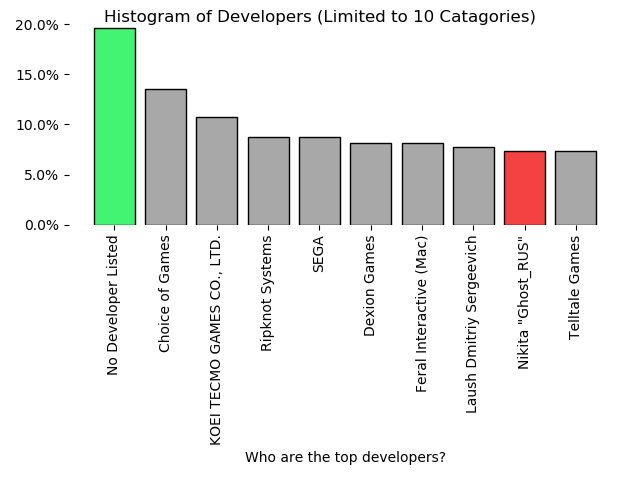 Histogram of Developers (Limited to 10 Catagories)
20.0%
15.0%
10.0%
5.0%
0.0%
No Developer Listed
Choice of Games
KOEI TECMO GAMES CO., LTD.
Ripknot Systems
SEGA
Dexion Games
Feral Interactive (Mac)
Laush Dmitriy Sergeevich
Nikita "Ghost_RUS"
Telltale Games
Who are the top developers?